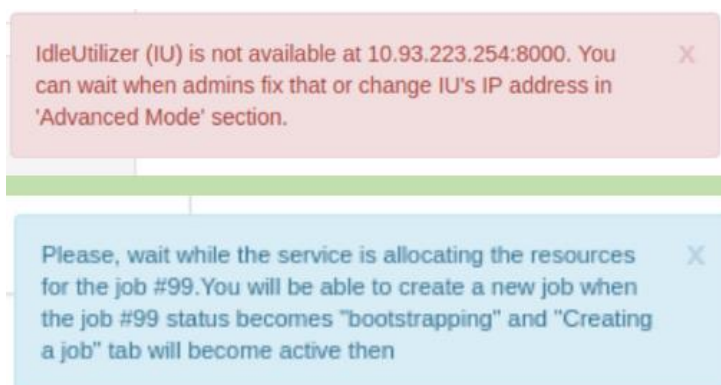 IdleUtilizer (IU) is not available at 10.93.223.254:8000. You
can wait when admins fix that or change IU's IP address in
'Advanced Mode' section.
X
Please, wait while the service is allocating the resources
for the job #99.You will be able to create a new job when
the job #99 status becomes "bootstrapping" and "Creating
a job" tab will become active then
X